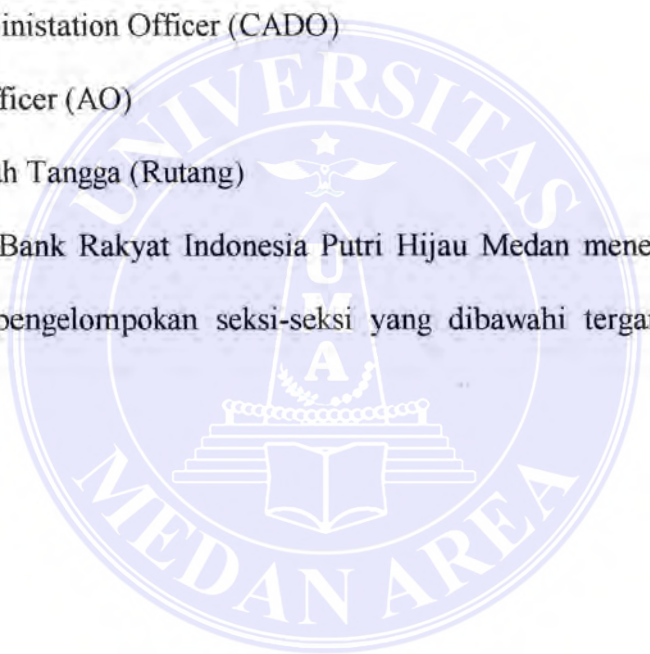 inistation Officer (CADO)
fficer (AO)
h Tangga (Rutang)
Bank Rakyat Indonesia Putri Hijau Medan mene
pengelompokan seksi-seksi yang dibawahi terga
UNIVERSITAS
U
M
A
MEDAN AREA